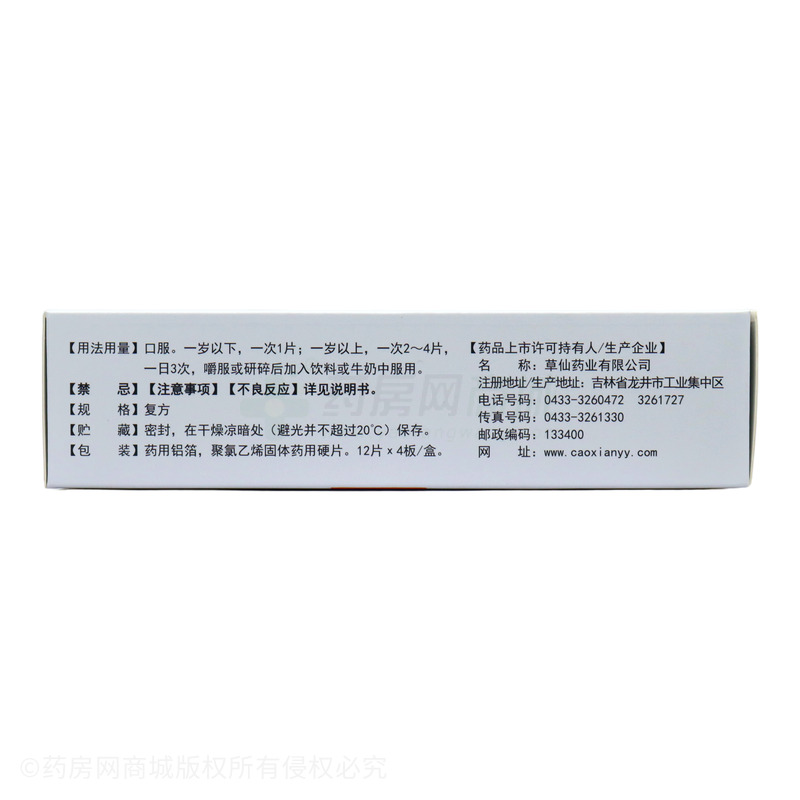 【用法用量】口服。一岁以下，一次1片；一岁以上，一次2～4片，
一日3次，嚼服或研碎后加入饮料或牛奶中服用。
【禁 忌】【注意事项】【不良反应】详见说明书。
【规 格】复方
【贮 藏】密封，在干燥凉暗处（避光并不超过20℃）保存。
【包 装】药用铝箔，聚氯乙烯固体药用硬片。12片×4板/盒。
【药品上市许可持有人/生产企业】
名 称：草仙药业有限公司
注册地址/生产地址：吉林省龙井市工业集中区
电话号码：0433-3260472 3261727
传真号码：0433-3261330
邮政编码：133400
网 址：www.caoxianyy.com
药房网商城
©药房网商城版权所有侵权必究